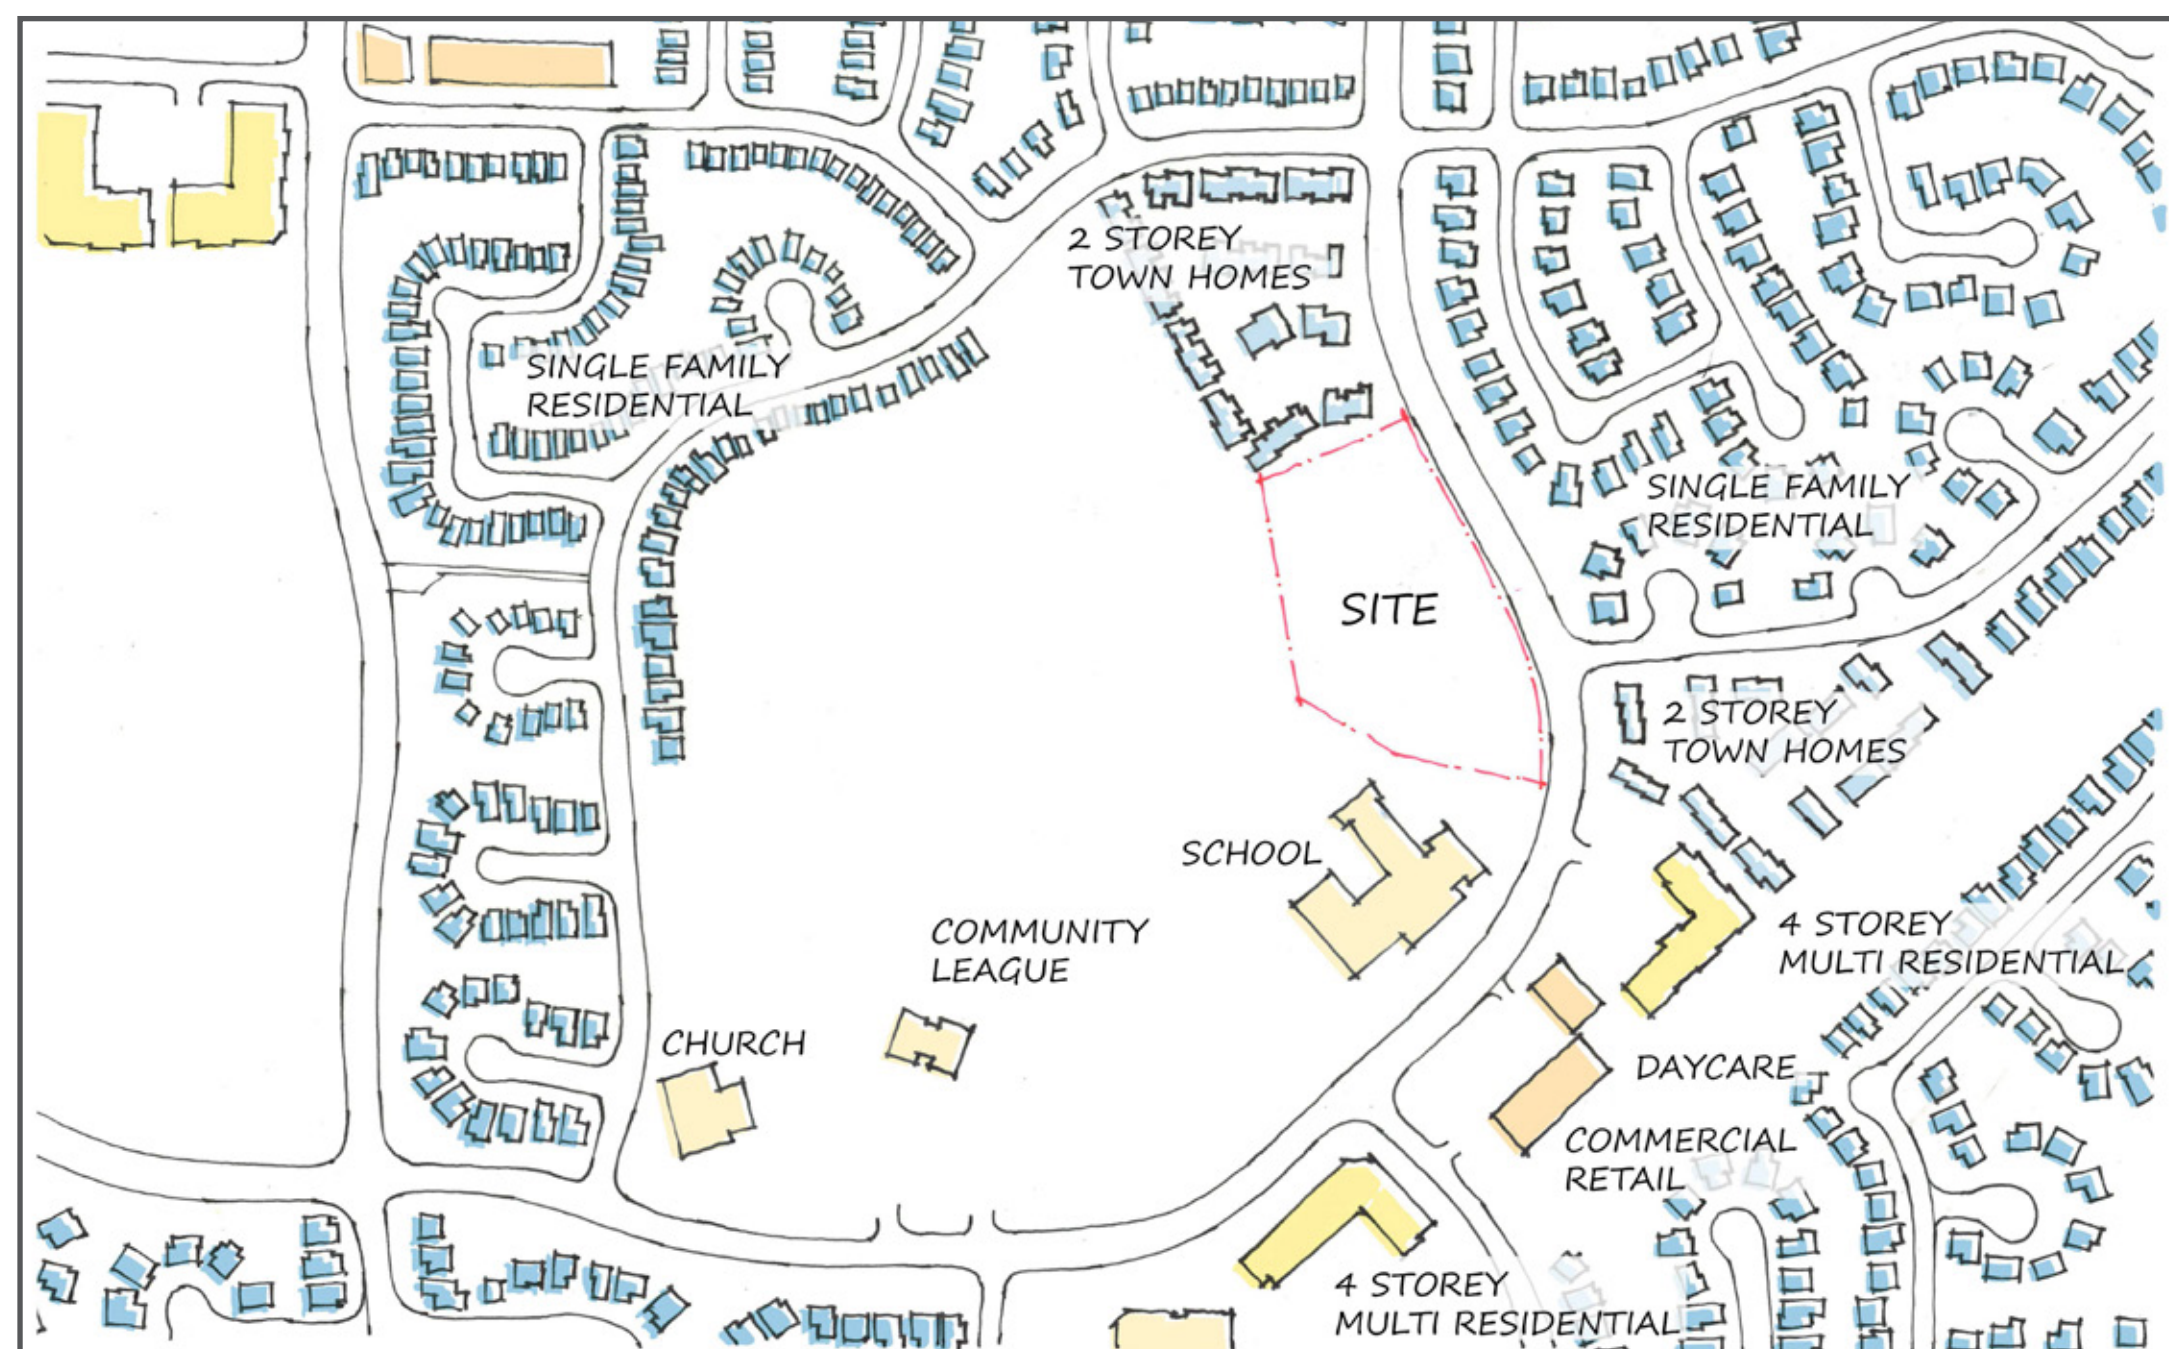 2 STOREY
TOWN HOMES
SINGLE FAMILY
RESIDENTIAL
SINGLE FAMILY
RESIDENTIAL
SITE
2 STOREY
TOWN HOMES
SCHOOL
COMMUNITY
LEAGUE
4 STOREY
MULTI RESIDENTIAL
CHURCH
DAYCARE
COMMERCIAL
RETAIL
4 STOREY
MULTI RESIDENTIAL